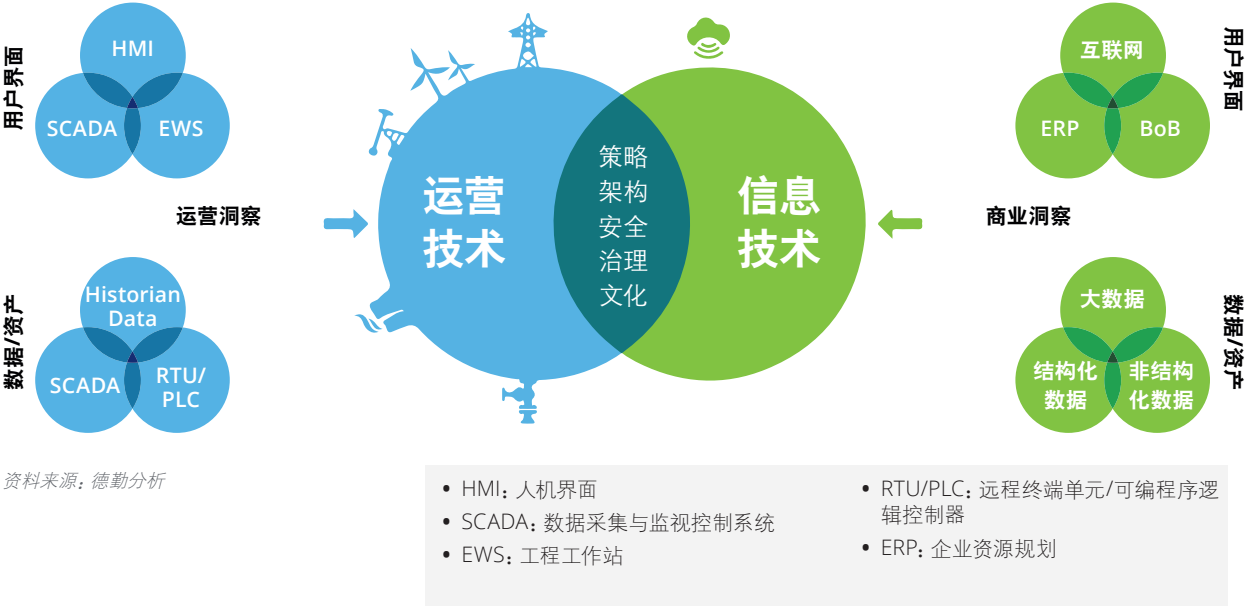 用户界面
HMI
SCADA
EWS
运营洞察
数据/资产
Historian
Data
SCADA
RTU/
PLC
运营
技术
策略
架构
安全
治理
文化
信息
技术
用户界面
互联网
ERP
BoB
商业洞察
数据/资产
大数据
结构化
数据
非结构
化数据
资料来源：德勤分析
• HMI：人机界面
• SCADA：数据采集与监视控制系统
• EWS：工程工作站
• RTU/PLC：远程终端单元/可编程序逻
辑控制器
• ERP：企业资源规划